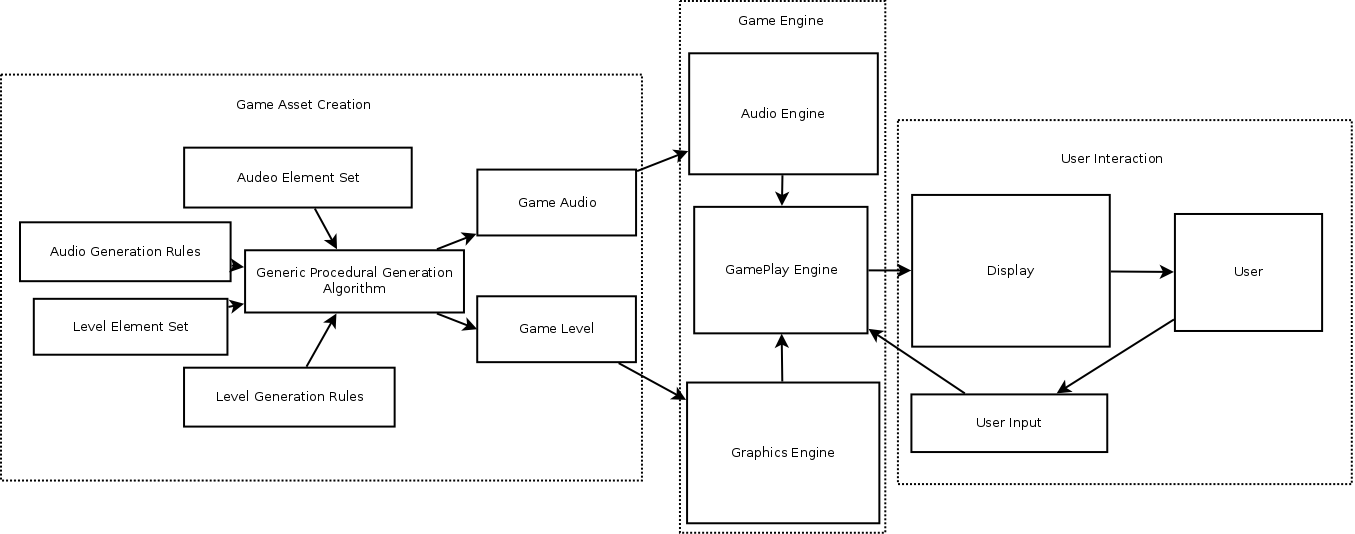 Game Engine
Game Asset Creation
Audio Engine
User Interaction
Audeo Element Set
Game Audio
Audio Generation Rules
Generic Procedural Generation
Algorithm
GamePlay Engine
Display
User
Level Element Set
Game Level
Level Generation Rules
User Input
Graphics Engine